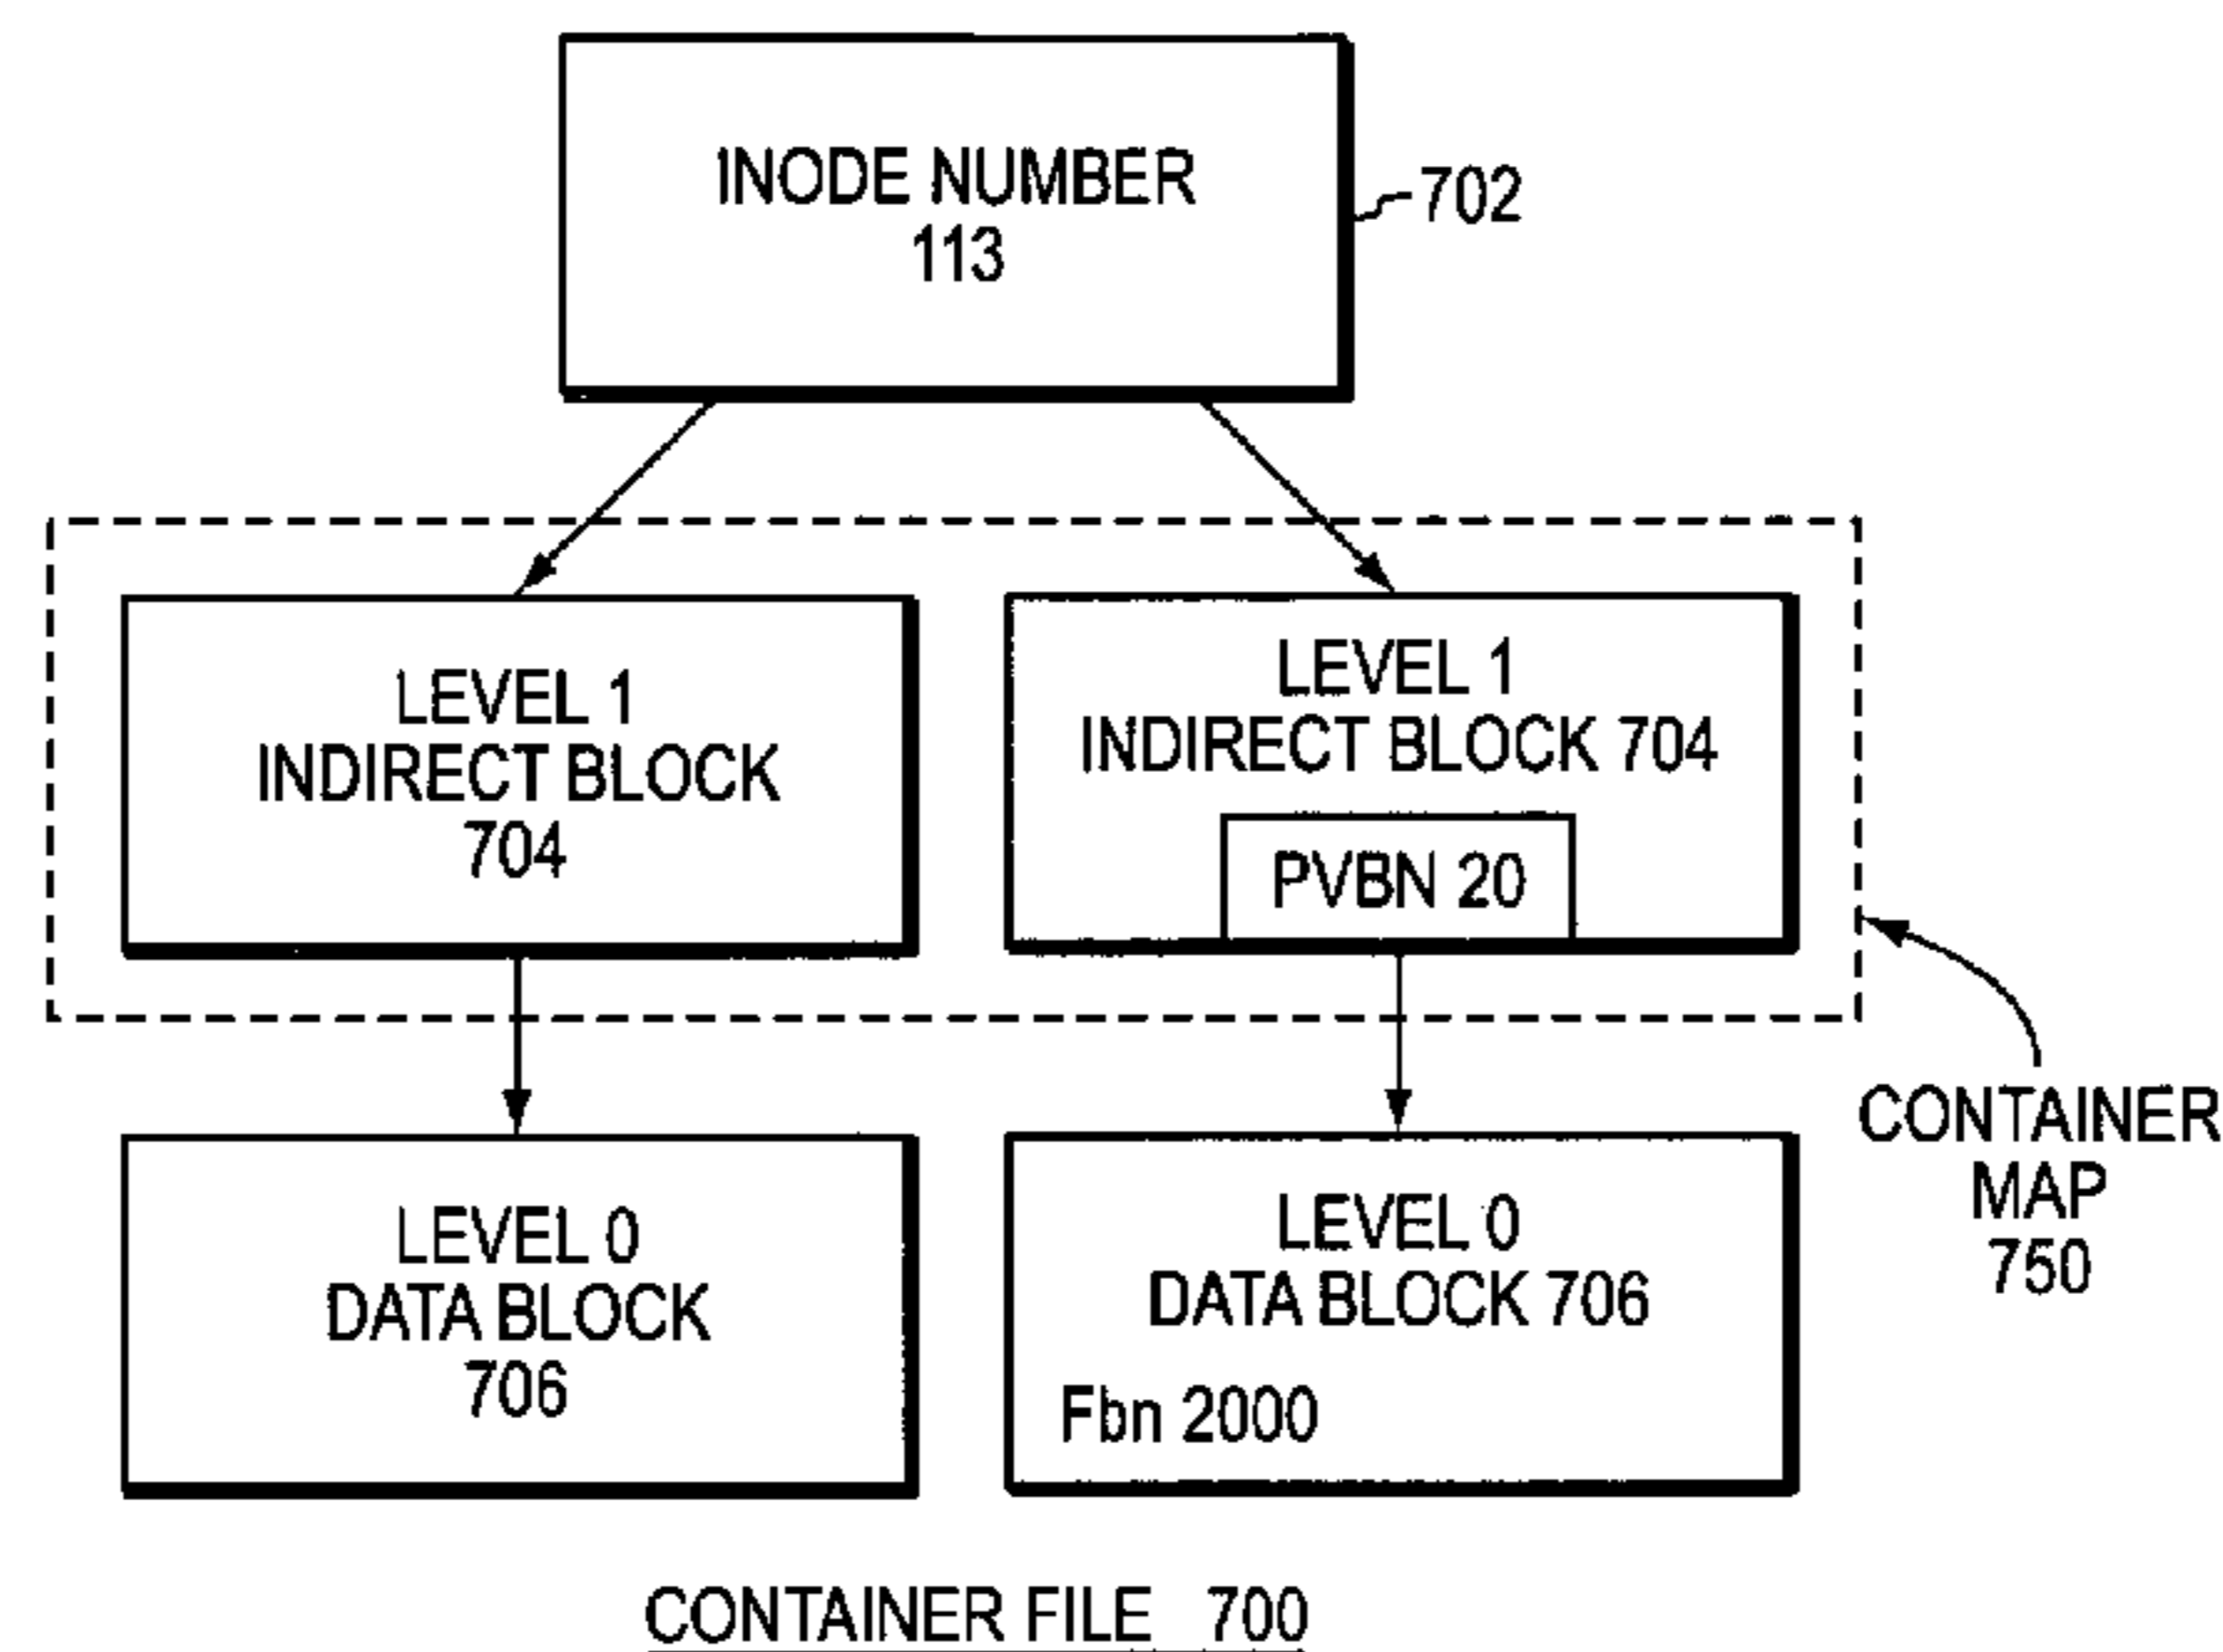 INODE NUMBER
113
702
LEVEL 1
INDIRECT BLOCK
704
LEVEL 1
INDIRECT BLOCK 704
PVBN 20
CONTAINER
MAP
750
LEVEL 0
DATA BLOCK
706
LEVEL 0
DATA BLOCK 706
Fbn 2000
CONTAINER FILE 700